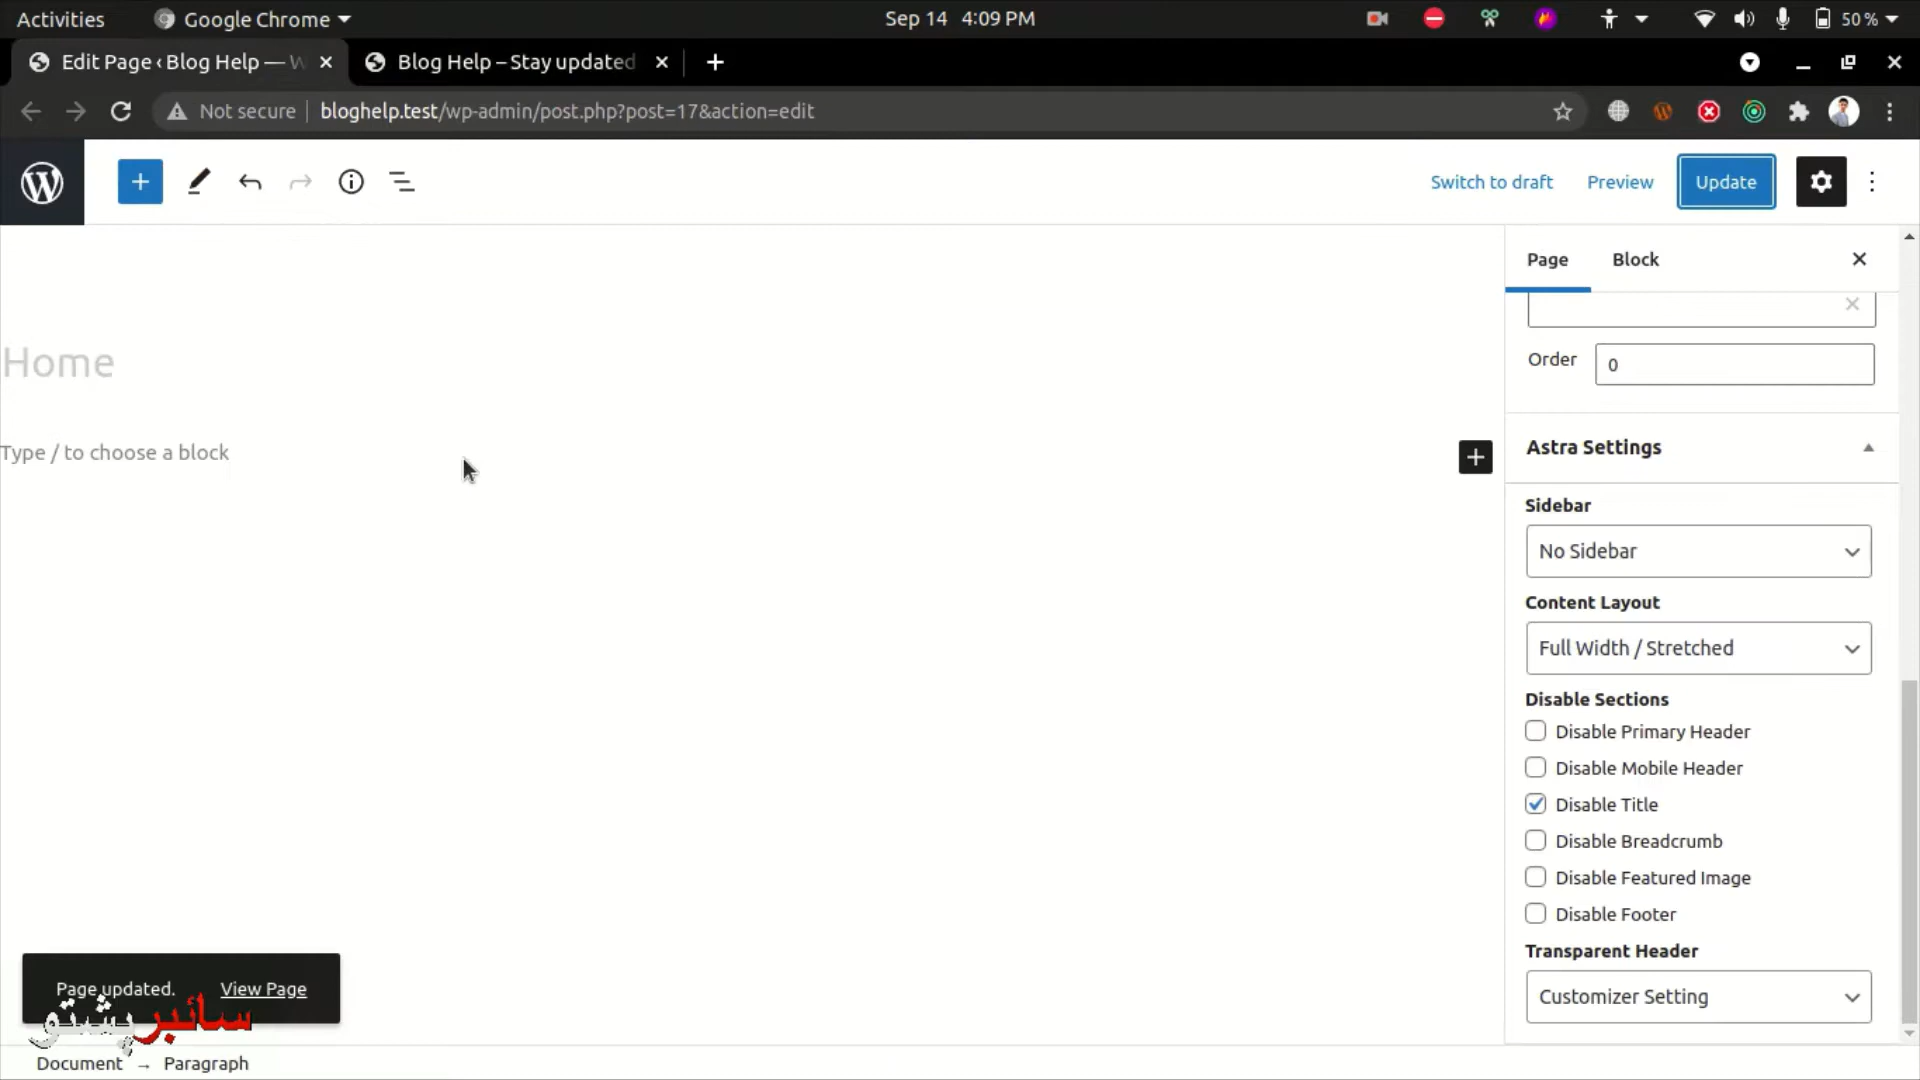 Activities
Google Chrome
Sep 14 4:09 PM
50 %
Edit Page ‹ Blog Help — W
Blog Help – Stay updated
Not secure
bloghelp.test/wp-admin/post.php?post=17&action=edit
Switch to draft
Preview
Update
Page
Block
Home
Order
0
Type / to choose a block
Astra Settings
Sidebar
No Sidebar
Content Layout
Full Width / Stretched
Disable Sections
Disable Primary Header
Disable Mobile Header
Disable Title
Disable Breadcrumb
Disable Featured Image
Disable Footer
Transparent Header
Customizer Setting
Page updated.
View Page
سائبر پشتو
Document → Paragraph